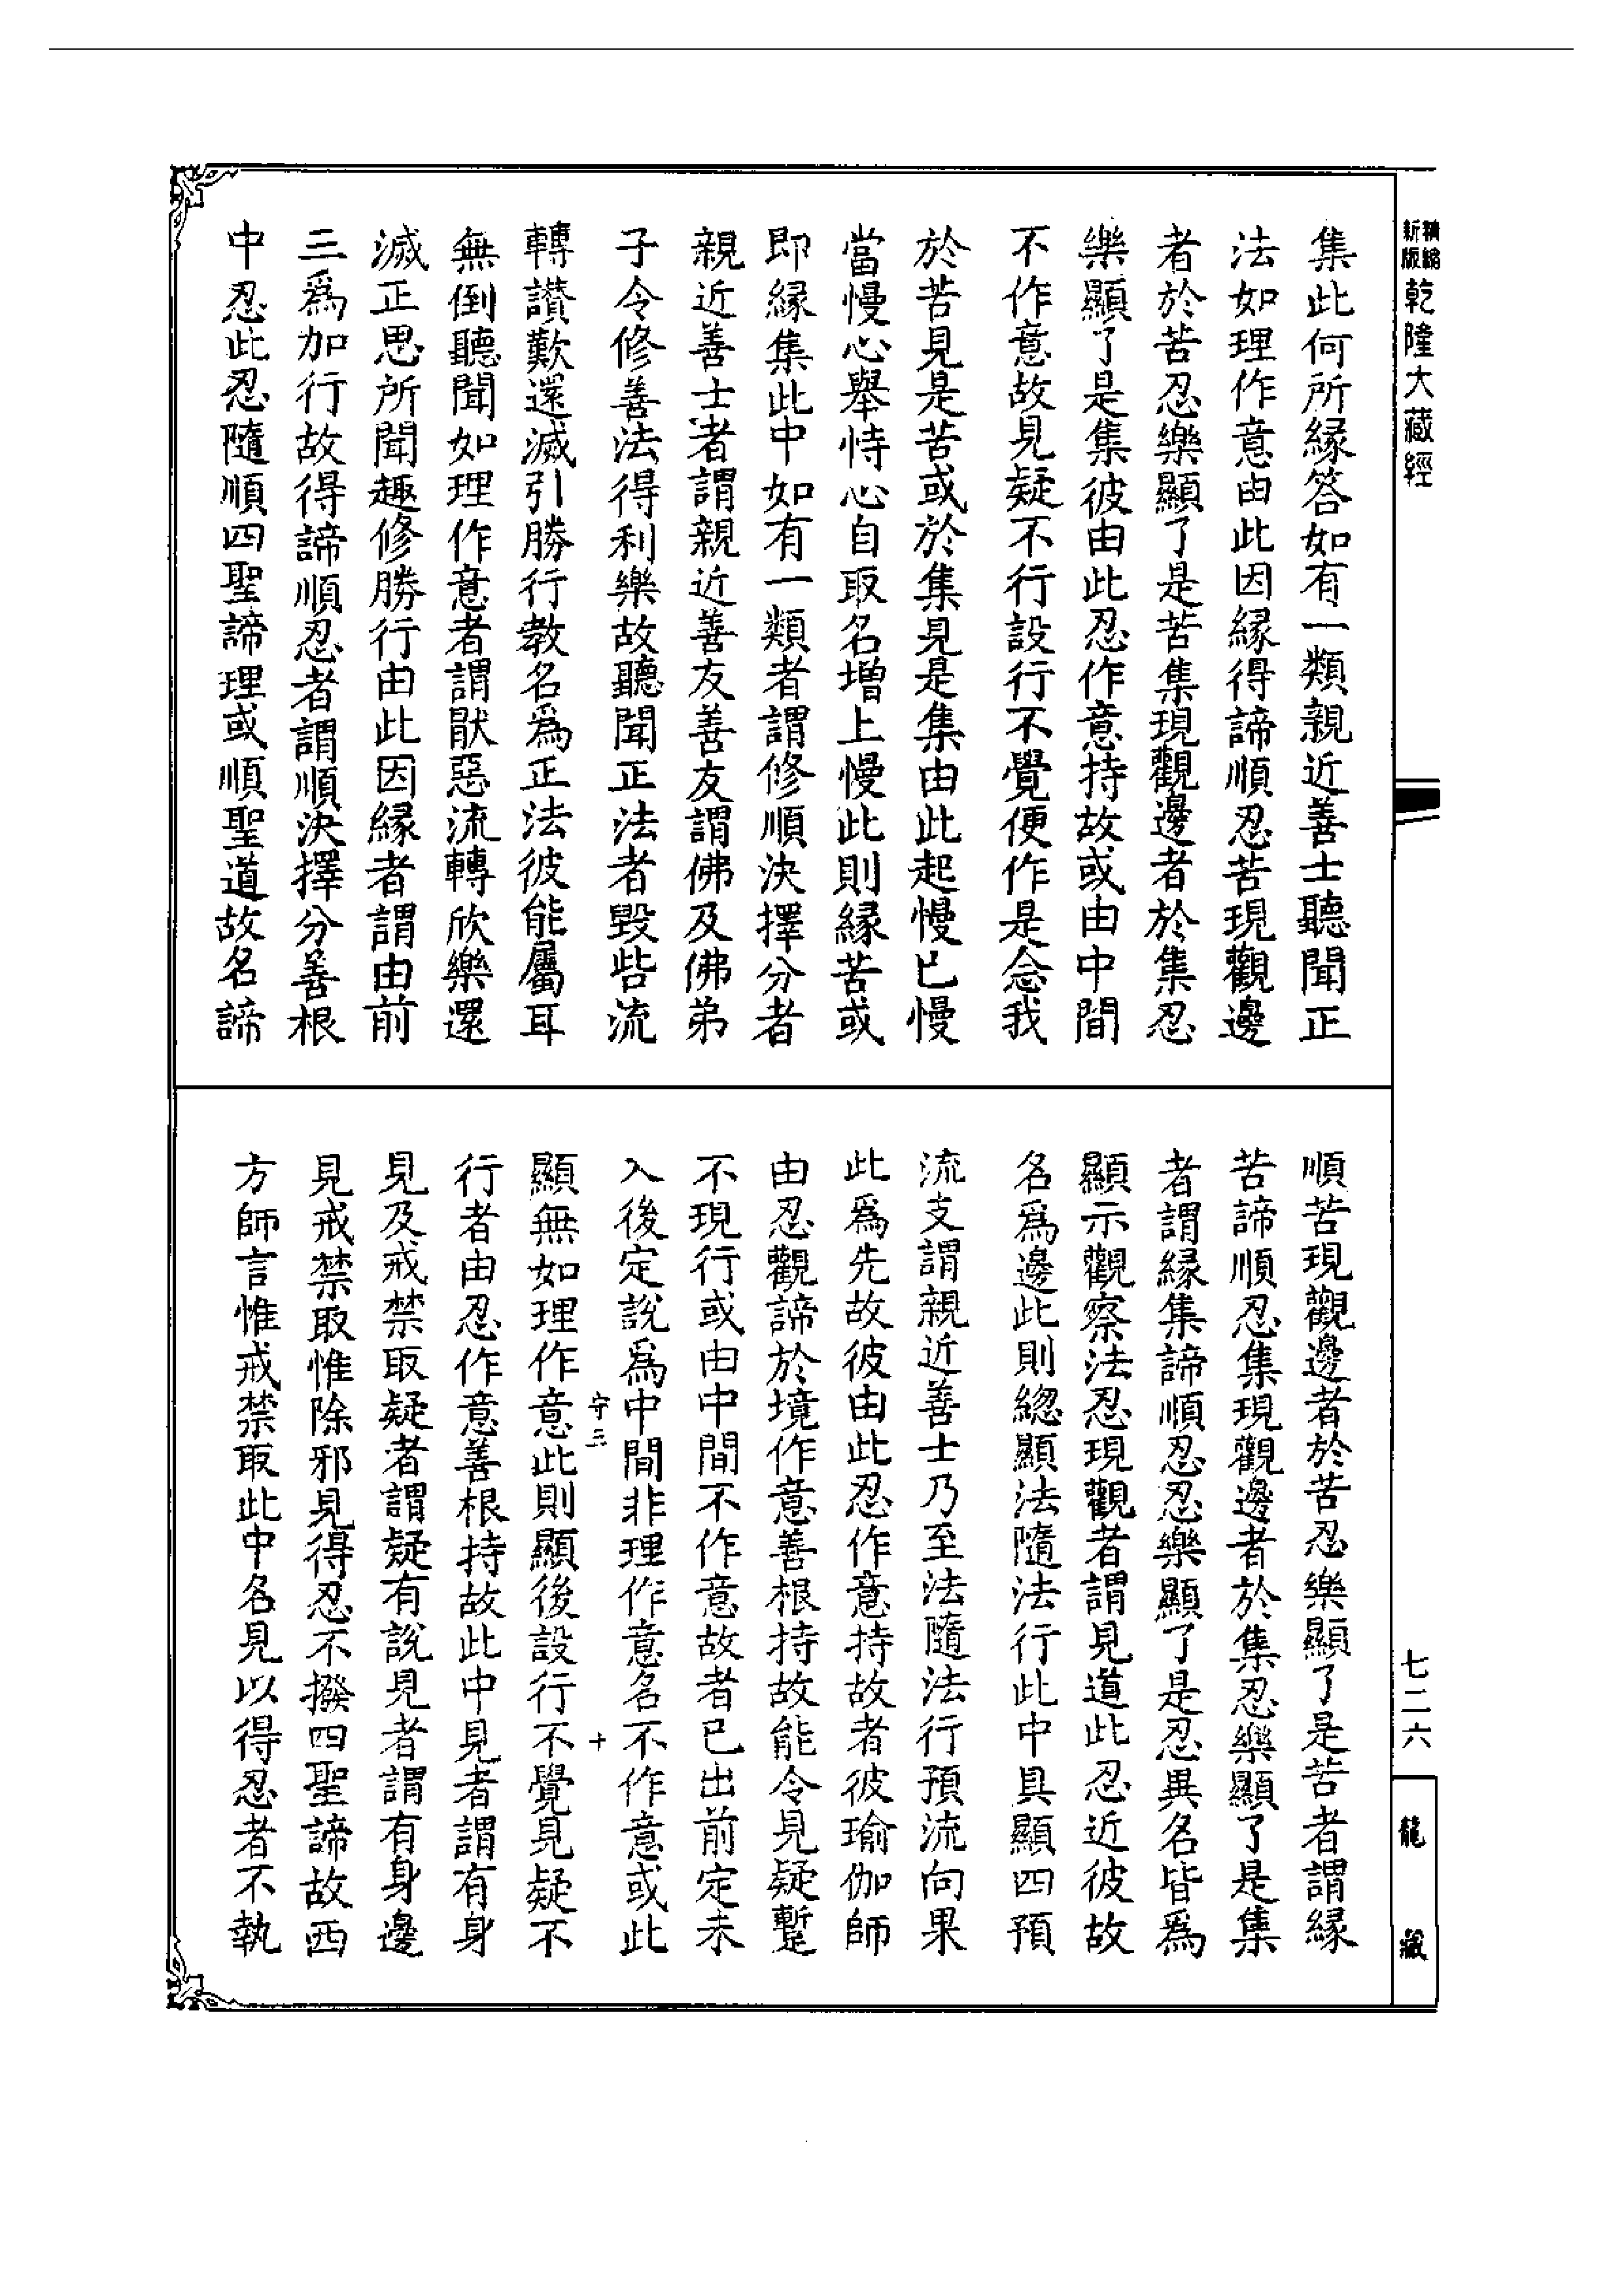 新版精縮乾隆大藏經
集此何所緣答如有一類親近善士聽聞正
法如理作意由此因緣得諦順忍苦現觀邊
者於苦忍樂顯了是苦集現觀邊者於集忍
樂顯了是集彼由此忍作意持故或由中間
不作意故見疑不行設行不覺便作是念我
於苦見是苦或於集見是集由此起慢已慢
當慢心舉恃心自取名增上慢此則緣苦或
即緣集此中如有一類者謂修順決擇分者
親近善士者謂親近善友善友謂佛及佛弟
子令修善法得利樂故聽聞正法者毀呰流
轉讚歎還滅引勝行教名為正法彼能屬耳
無倒聽聞如理作意者謂猒惡流轉欣樂還
滅正思所聞趣修勝行由此因緣者謂由前
三為加行故得諦順忍者謂順決擇分善根
中忍此忍隨順四聖諦理或順聖道故名諦
順苦現觀邊者於苦忍樂顯了是苦者謂緣
苦諦順忍集現觀邊者於集忍樂顯了是集
者謂緣集諦順忍忍樂顯了是忍異名皆為
顯示觀察法忍現觀者謂見道此忍近彼故
名為邊此則總顯法隨法行此中具顯四預
流支謂親近善士乃至法隨法行預流向果
此為先故彼由此忍作意持故者彼瑜伽師
由忍觀諦於境作意善根持故能令見疑蹔
不現行或由中間不作意故者已出前定未
入後定說為中間非理作意名不作意或此
守三
十
顯無如理作意此則顯後設行不覺見疑不
行者由忍作意善根持故此中見者謂有身
見及戒禁取疑者謂疑有說見者謂有身邊
見戒禁取惟除邪見得忍不撥四聖諦故西
方師言惟戒禁取此中名見以得忍者不執
七二六
龍藏